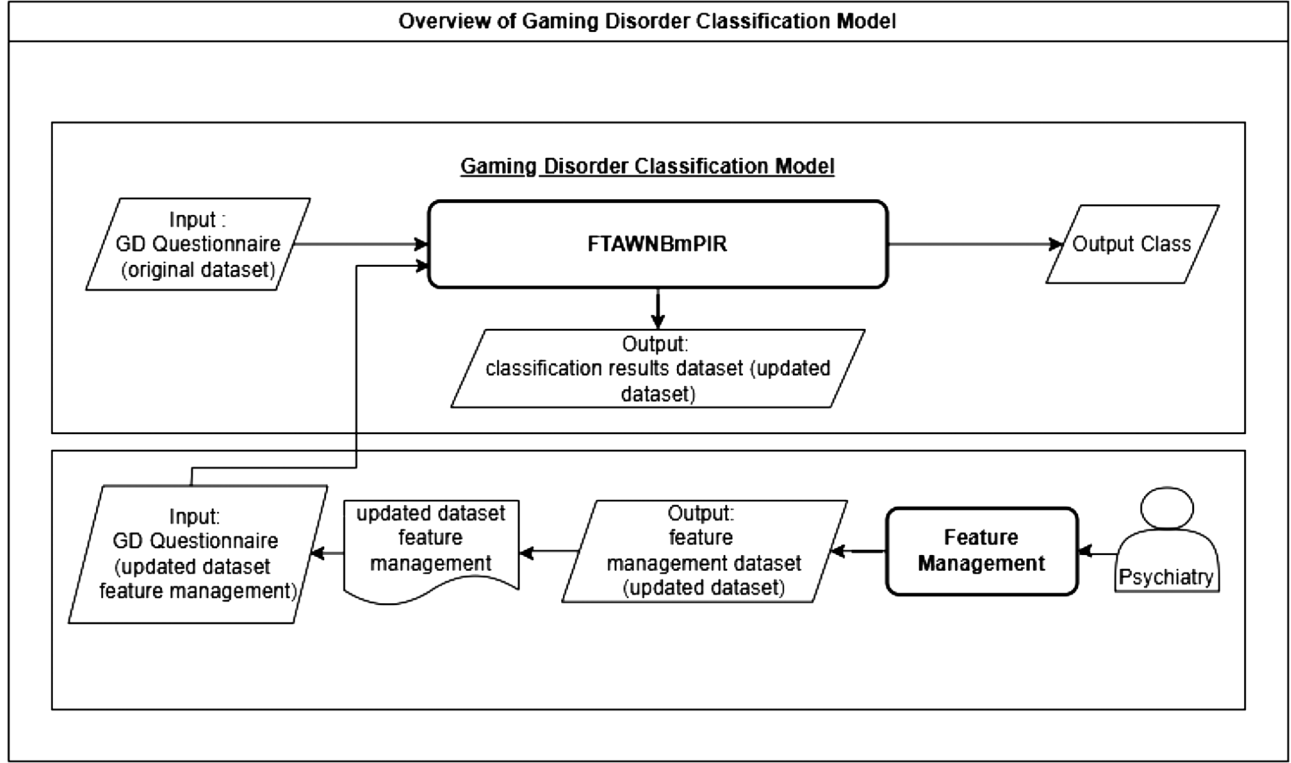 Overview of Gaming Disorder Classification Model
Gaming Disorder Classification Model
Input :
GD Questionnaire
(original dataset)
FTAWNBmPIR
Output Class
Output:
classification results dataset (updated
dataset)
Input:
GD Questionnaire
(updated dataset
feature management)
updated dataset
feature
management
Output:
feature
management dataset
(updated dataset)
Feature
Management
Psychiatry